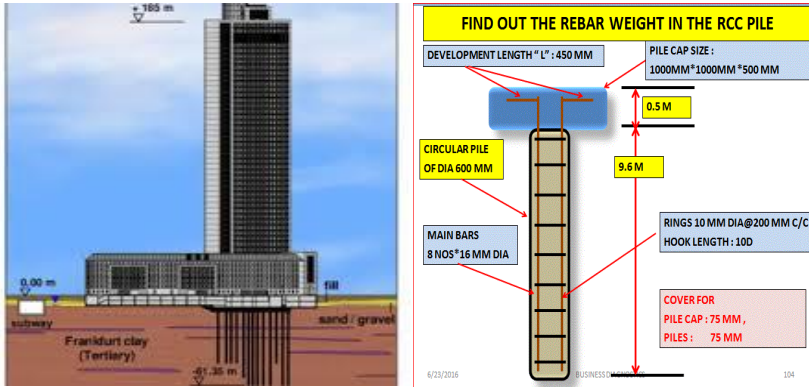 + 165 m
0.00 m
subway
fill
sand / gravel
Frankfurt clay
(Tertiary)
-61.35 m
FIND OUT THE REBAR WEIGHT IN THE RCC PILE
DEVELOPMENT LENGTH “ L” : 450 MM
PILE CAP SIZE :
1000MM*1000MM *500 MM
0.5 M
CIRCULAR PILE
OF DIA 600 MM
9.6 M
MAIN BARS
8 NOS*16 MM DIA
RINGS 10 MM DIA@200 MM C/C
HOOK LENGTH : 10D
COVER FOR
PILE CAP : 75 MM ,
PILES : 75 MM
6/23/2016
104